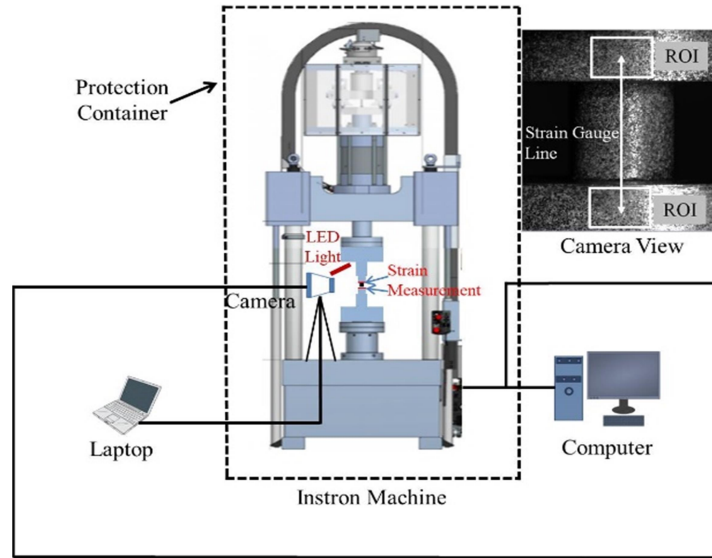 Protection
Container
LED
Light
Strain
Measurement
Camera
ROI
Strain Gauge
Line
ROI
Camera View
Laptop
Computer
Instron Machine